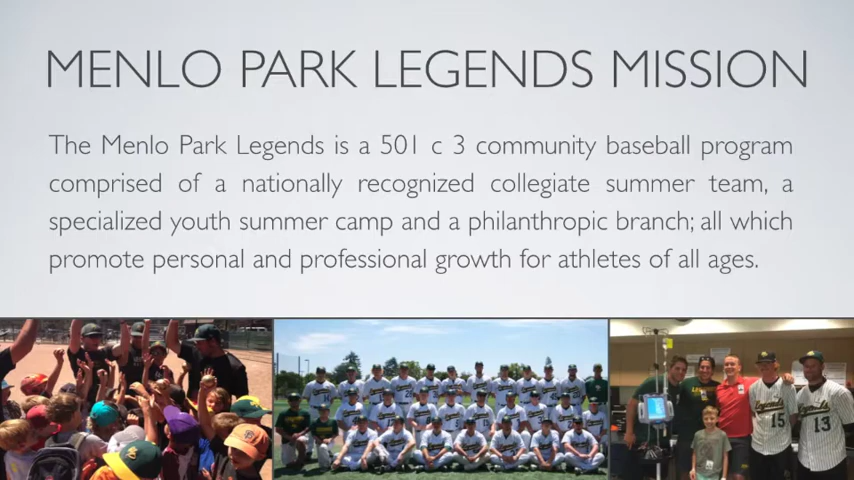 MENLO PARK LEGENDS MISSION
The Menlo Park Legends is a 501 c 3 community baseball program
comprised of a nationally recognized collegiate summer team, a
specialized youth summer camp and a philanthropic branch; all which
promote personal and professional growth for athletes of all ages.
Legends
15
Legends
13